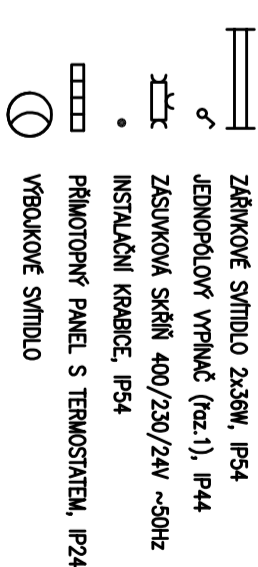 ZÁŘIVKOVÉ SVÍTIDLO 2x36W, IP54
JEDNOPÓLOVÝ VYPÍNAČ (řaz.1), IP44
ZÁSUVKOVÁ SKŘÍŇ 400/230/24V ~50Hz
INSTALAČNÍ KRABICE, IP54
PŘÍMOTOPNÝ PANEL S TERMOSTATEM, IP24
VÝBOJKOVÉ SVÍTIDLO